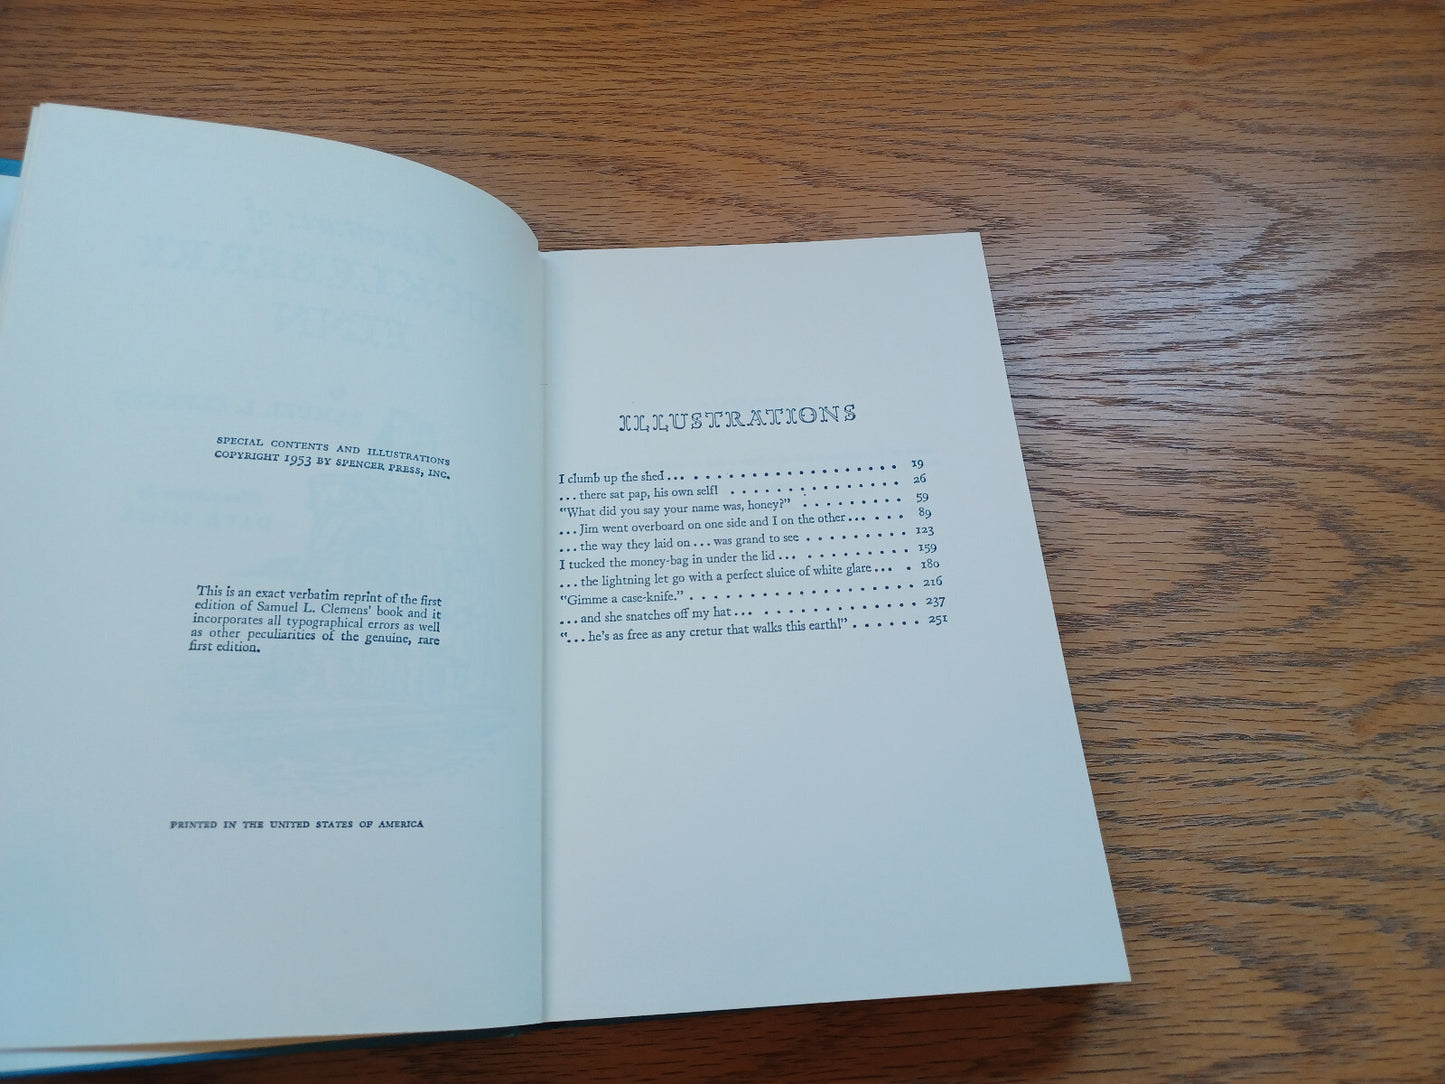 SPECIAL CONTENTS AND ILLUSTRATIONS
COPYRIGHT 1953 BY SPENCER PRESS, INC.
This is an exact verbatim reprint of the first
edition of Samuel L. Clemens' book and it
incorporates all typographical errors as well
as other peculiarities of the genuine, rare
first edition.
PRINTED IN THE UNITED STATES OF AMERICA
ILLUSTRATIONS
I clumb up the shed ... . . . . . . . . . . . . . . . . . . . 19
... there sat pap, his own self! . . . . . . . . . . . . . . . 26
"What did you say your name was, honey?" . . . . . . . . . 59
... Jim went overboard on one side and I on the other ... . . . 89
... the way they laid on ... was grand to see . . . . . . . . . 123
I tucked the money-bag in under the lid ... . . . . . . . . . . 159
... the lightning let go with a perfect sluice of white glare ... . 180
"Gimme a case-knife." . . . . . . . . . . . . . . . . . . 216
... and she snatches off my hat ... . . . . . . . . . . . . . 237
"... he's as free as any cretur that walks this earth!" . . . . . . 251